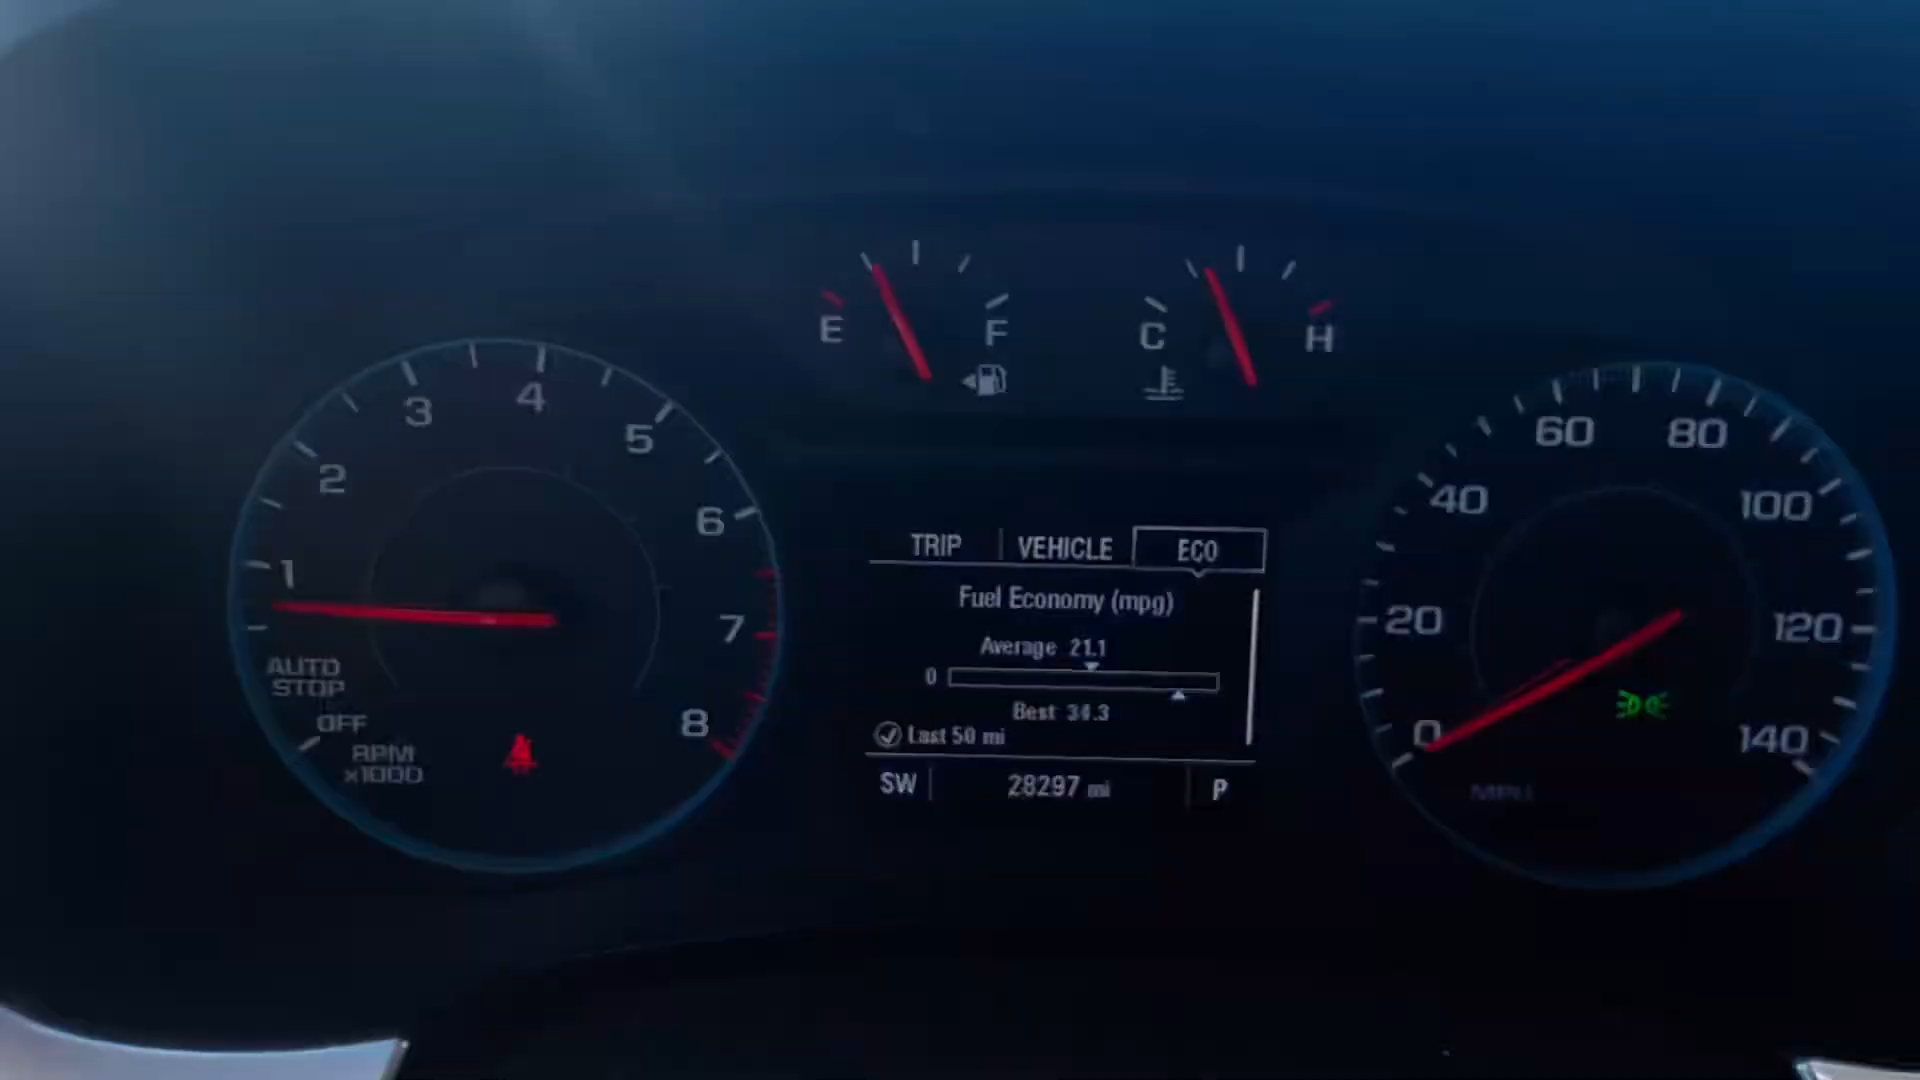 E F
C H
1 2 3 4 5 6 7 8
AUTO
STOP
OFF
RPM
x1000
TRIP VEHICLE ECO
Fuel Economy (mpg)
Average 21.1
0
Best 34.3
Last 50 mi
SW 28297 mi P
0 20 40 60 80 100 120 140
MPH